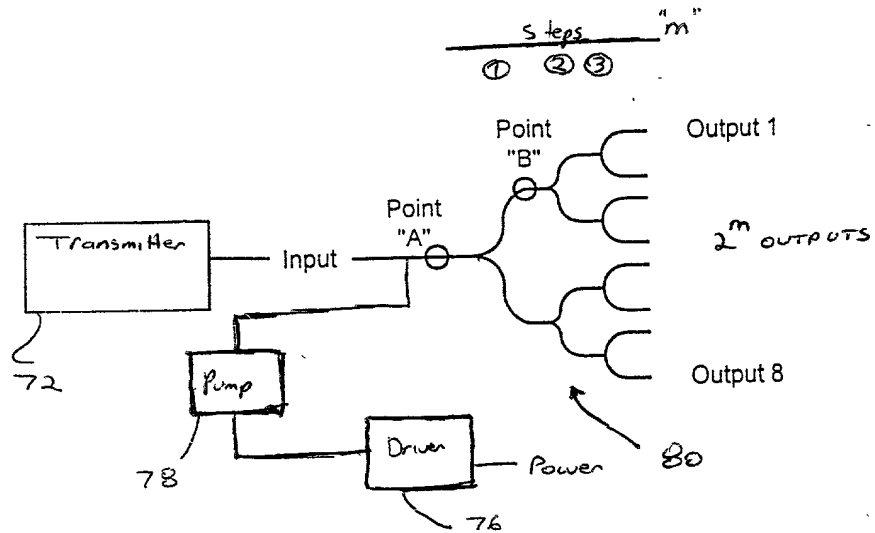 Steps "m"
① ② ③
Point "B"
Output 1
Point "A"
Transmitter
Input
2^m OUTPUTS
Pump
Output 8
72
Driver
Power
80
78
76